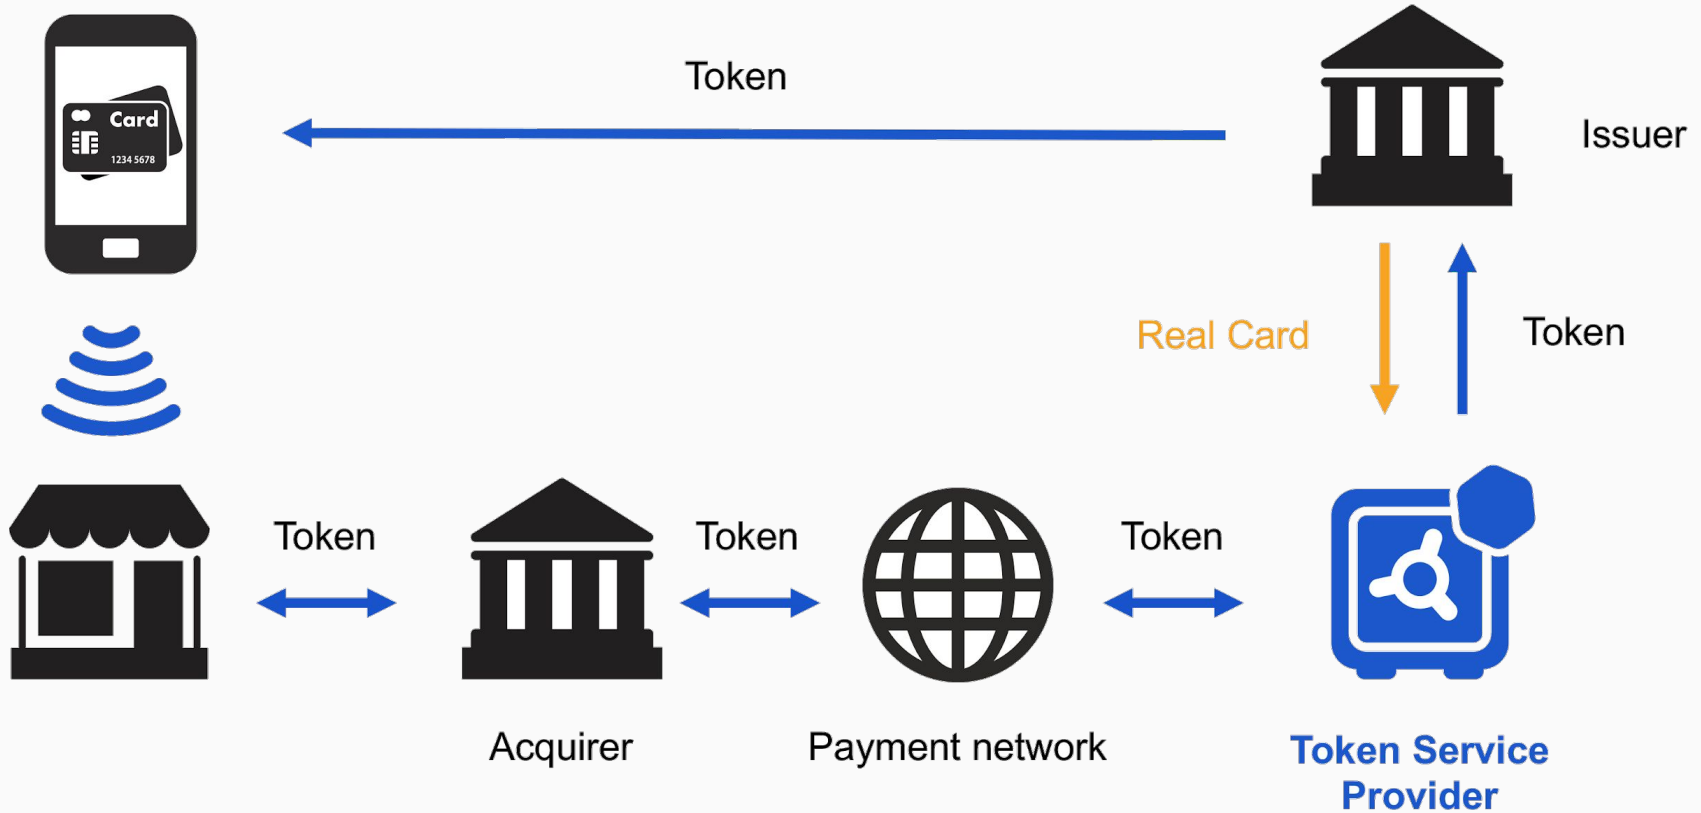 Token
Card
1234 5678
Issuer
Real Card
Token
Token
Token
Token
Acquirer
Payment network
Token Service
Provider